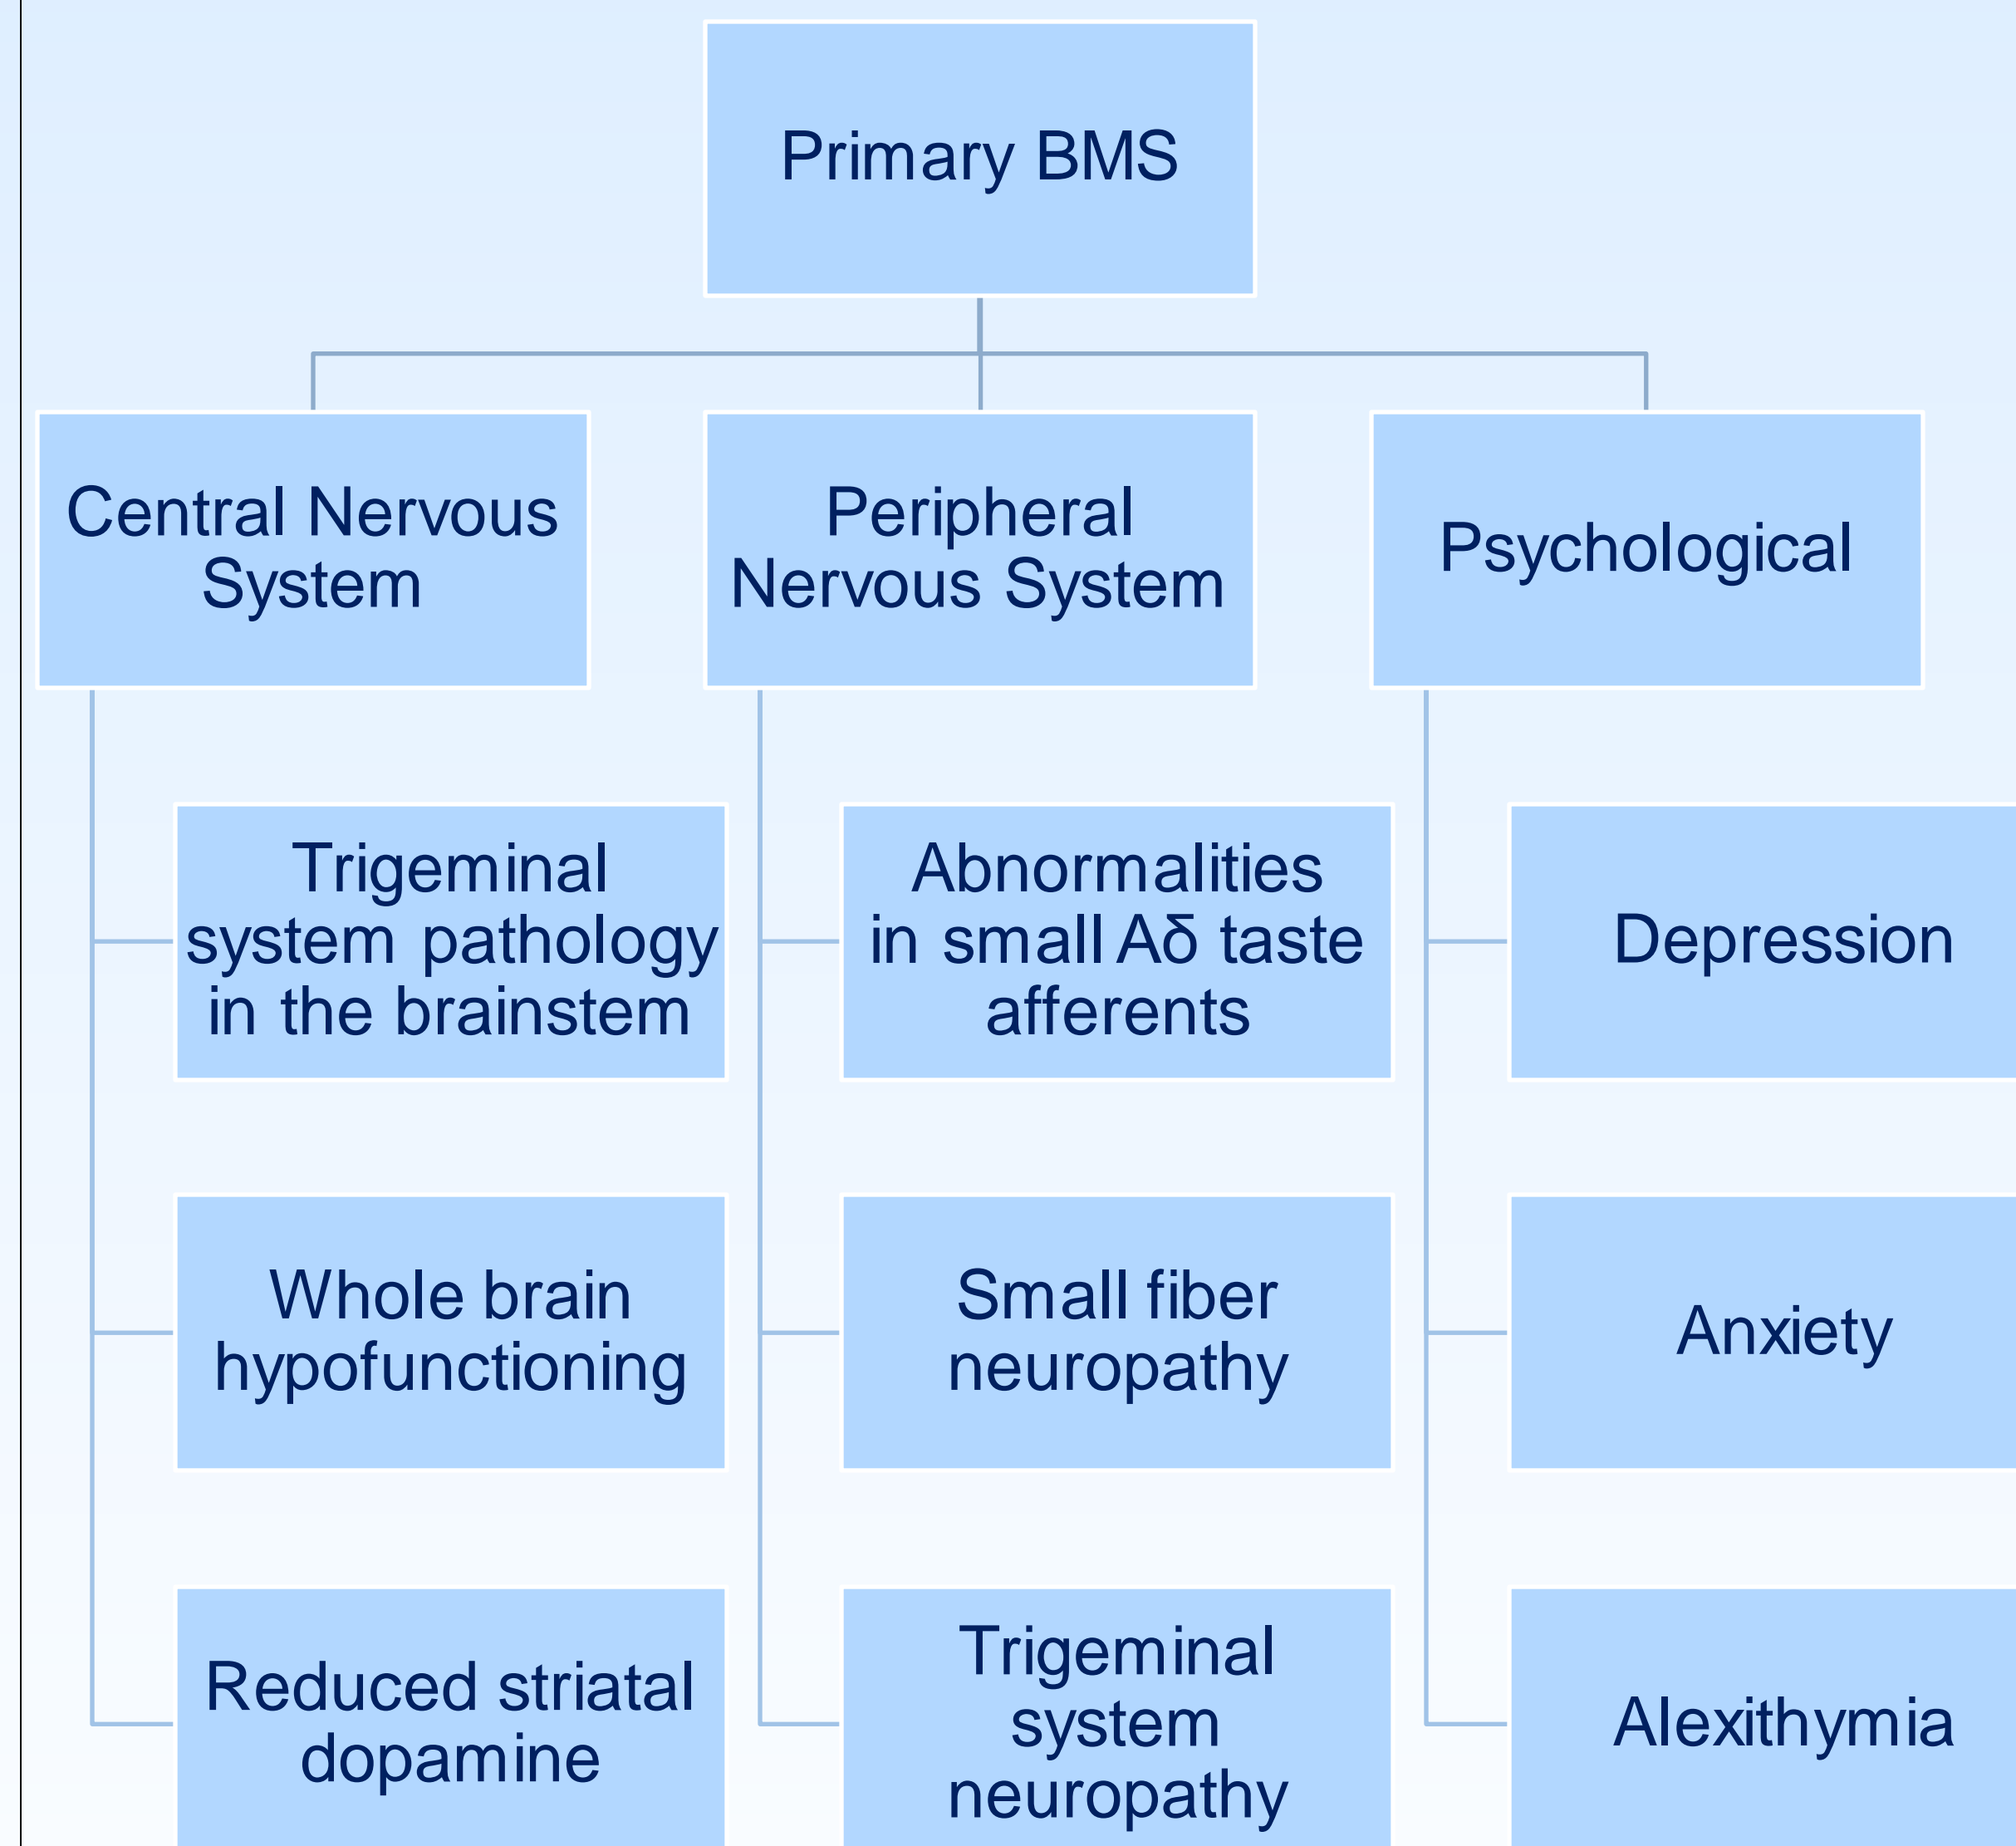 Primary BMS
Central Nervous
System
Peripheral
Nervous System
Psychological
Trigeminal
system pathology
in the brainstem
Whole brain
hypofunctioning
Reduced striatal
dopamine
Abnormalities
in small Aδ taste
afferents
Small fiber
neuropathy
Trigeminal
system
neuropathy
Depression
Anxiety
Alexithymia